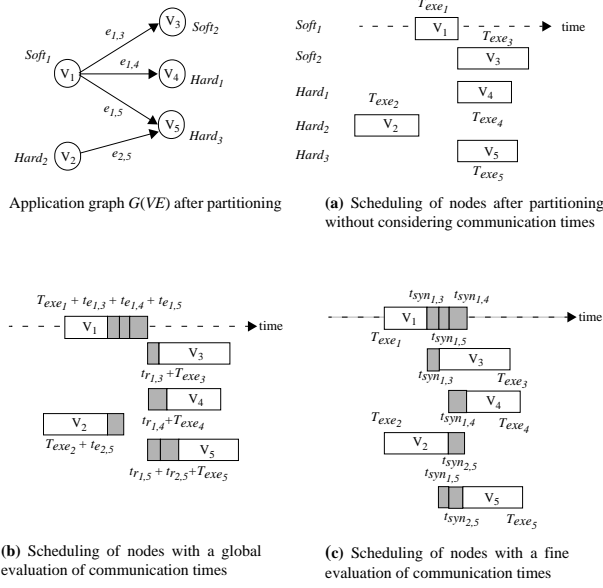 Soft1
V1
e1,3
e1,4
e1,5
V3
Soft2
V4
Hard1
V5
Hard3
Hard2
V2
e2,5
Application graph G(VE) after partitioning
Texe1
Soft1
V1
time
Texe3
Soft2
V3
Hard1
V4
Texe2
Texe4
Hard2
V2
Hard3
V5
Texe5
(a) Scheduling of nodes after partitioning
without considering communication times
Texe1 + te1,3 + te1,4 + te1,5
V1
time
V3
tr1,3 +Texe3
V4
tr1,4+Texe4
V2
Texe2 + te2,5
V5
tr1,5 + tr2,5+Texe5
(b) Scheduling of nodes with a global
evaluation of communication times
tsyn1,3
tsyn1,4
V1
time
Texe1
tsyn1,5
V3
tsyn1,3
Texe3
V4
Texe2
tsyn1,4
Texe4
V2
tsyn2,5
tsyn1,5
V5
tsyn2,5
Texe5
(c) Scheduling of nodes with a fine
evaluation of communication times